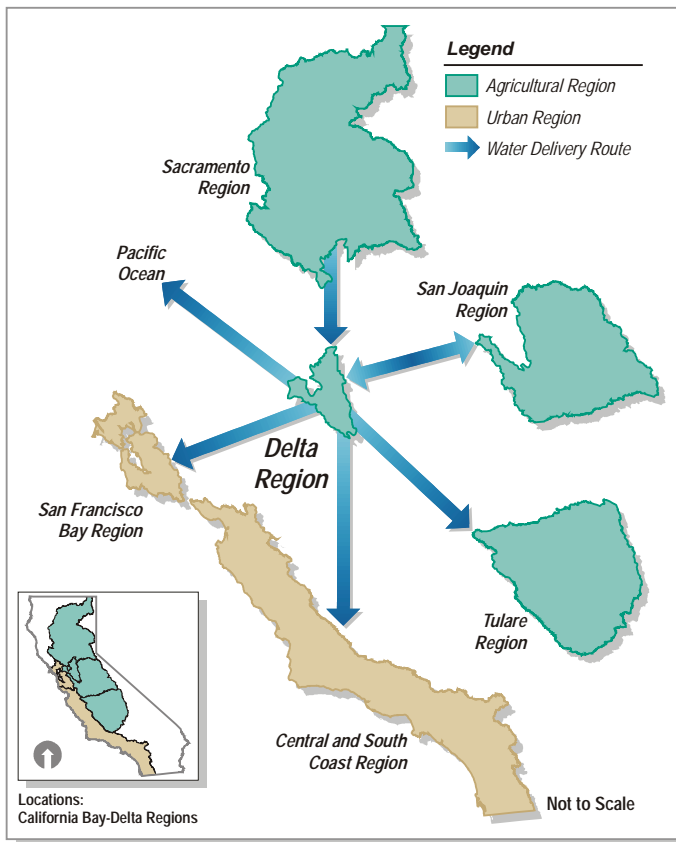 Legend
Agricultural Region
Urban Region
Water Delivery Route
Sacramento
Region
Pacific
Ocean
San Joaquin
Region
Delta
Region
San Francisco
Bay Region
Tulare
Region
Central and South
Coast Region
Not to Scale
Locations:
California Bay-Delta Regions